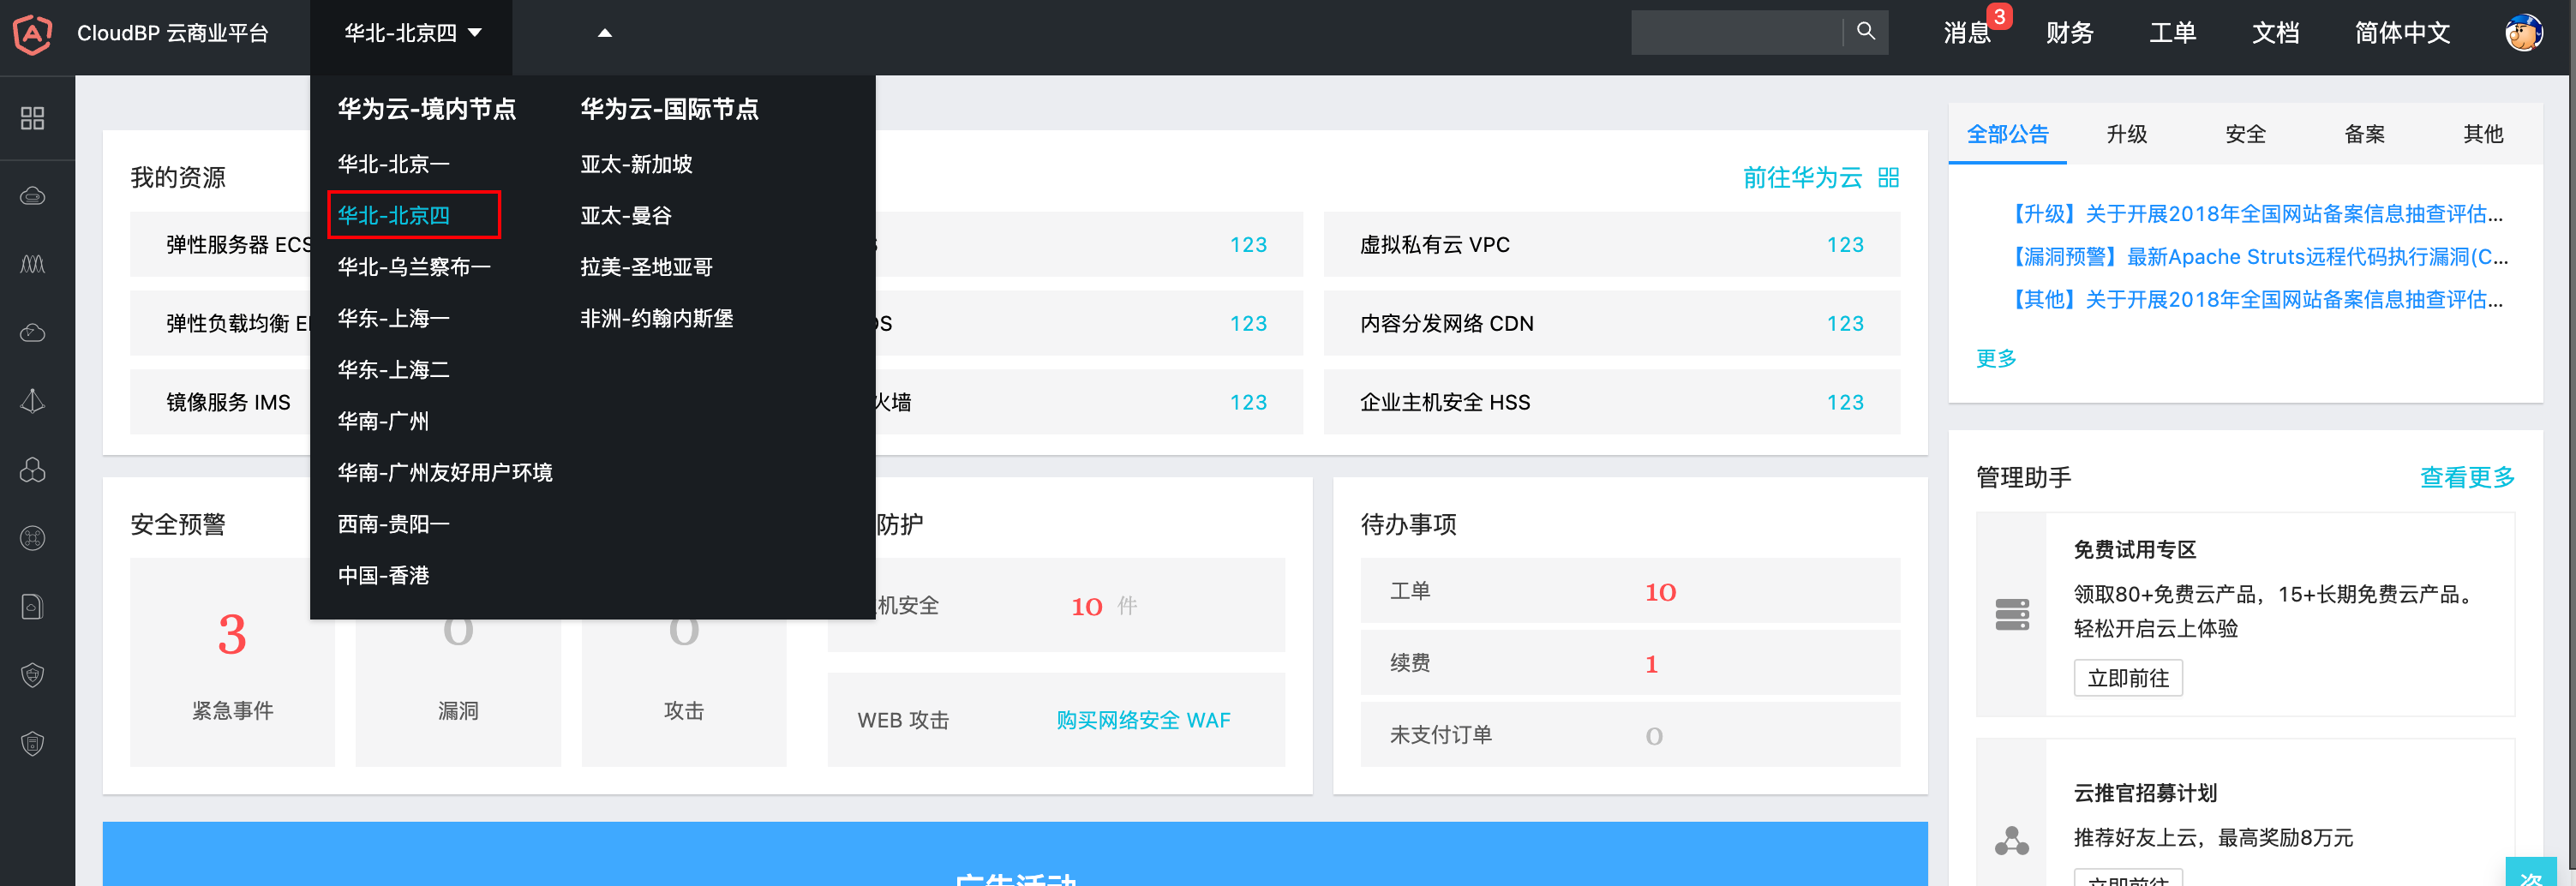 CloudBP 云商业平台
华北-北京四
消息
3
财务
工单
文档
简体中文
华为云-境内节点
华北-北京一
华北-北京四
华北-乌兰察布一
华东-上海一
华东-上海二
华南-广州
华南-广州友好用户环境
西南-贵阳一
中国-香港
华为云-国际节点
亚太-新加坡
亚太-曼谷
拉美-圣地亚哥
非洲-约翰内斯堡
我的资源
前往华为云
弹性服务器 ECS
123
虚拟私有云 VPC
123
弹性负载均衡
123
内容分发网络 CDN
123
镜像服务 IMS
火墙
123
企业主机安全 HSS
123
安全预警
3
紧急事件
0
漏洞
0
攻击
防护
机安全
10 件
WEB 攻击
购买网络安全 WAF
待办事项
工单
10
续费
1
未支付订单
0
广告活动
全部公告
升级
安全
备案
其他
【升级】关于开展2018年全国网站备案信息抽查评估...
【漏洞预警】最新Apache Struts远程代码执行漏洞(C...
【其他】关于开展2018年全国网站备案信息抽查评估...
更多
管理助手
查看更多
免费试用专区
领取80+免费云产品，15+长期免费云产品。
轻松开启云上体验
立即前往
云推官招募计划
推荐好友上云，最高奖励8万元
立即前往